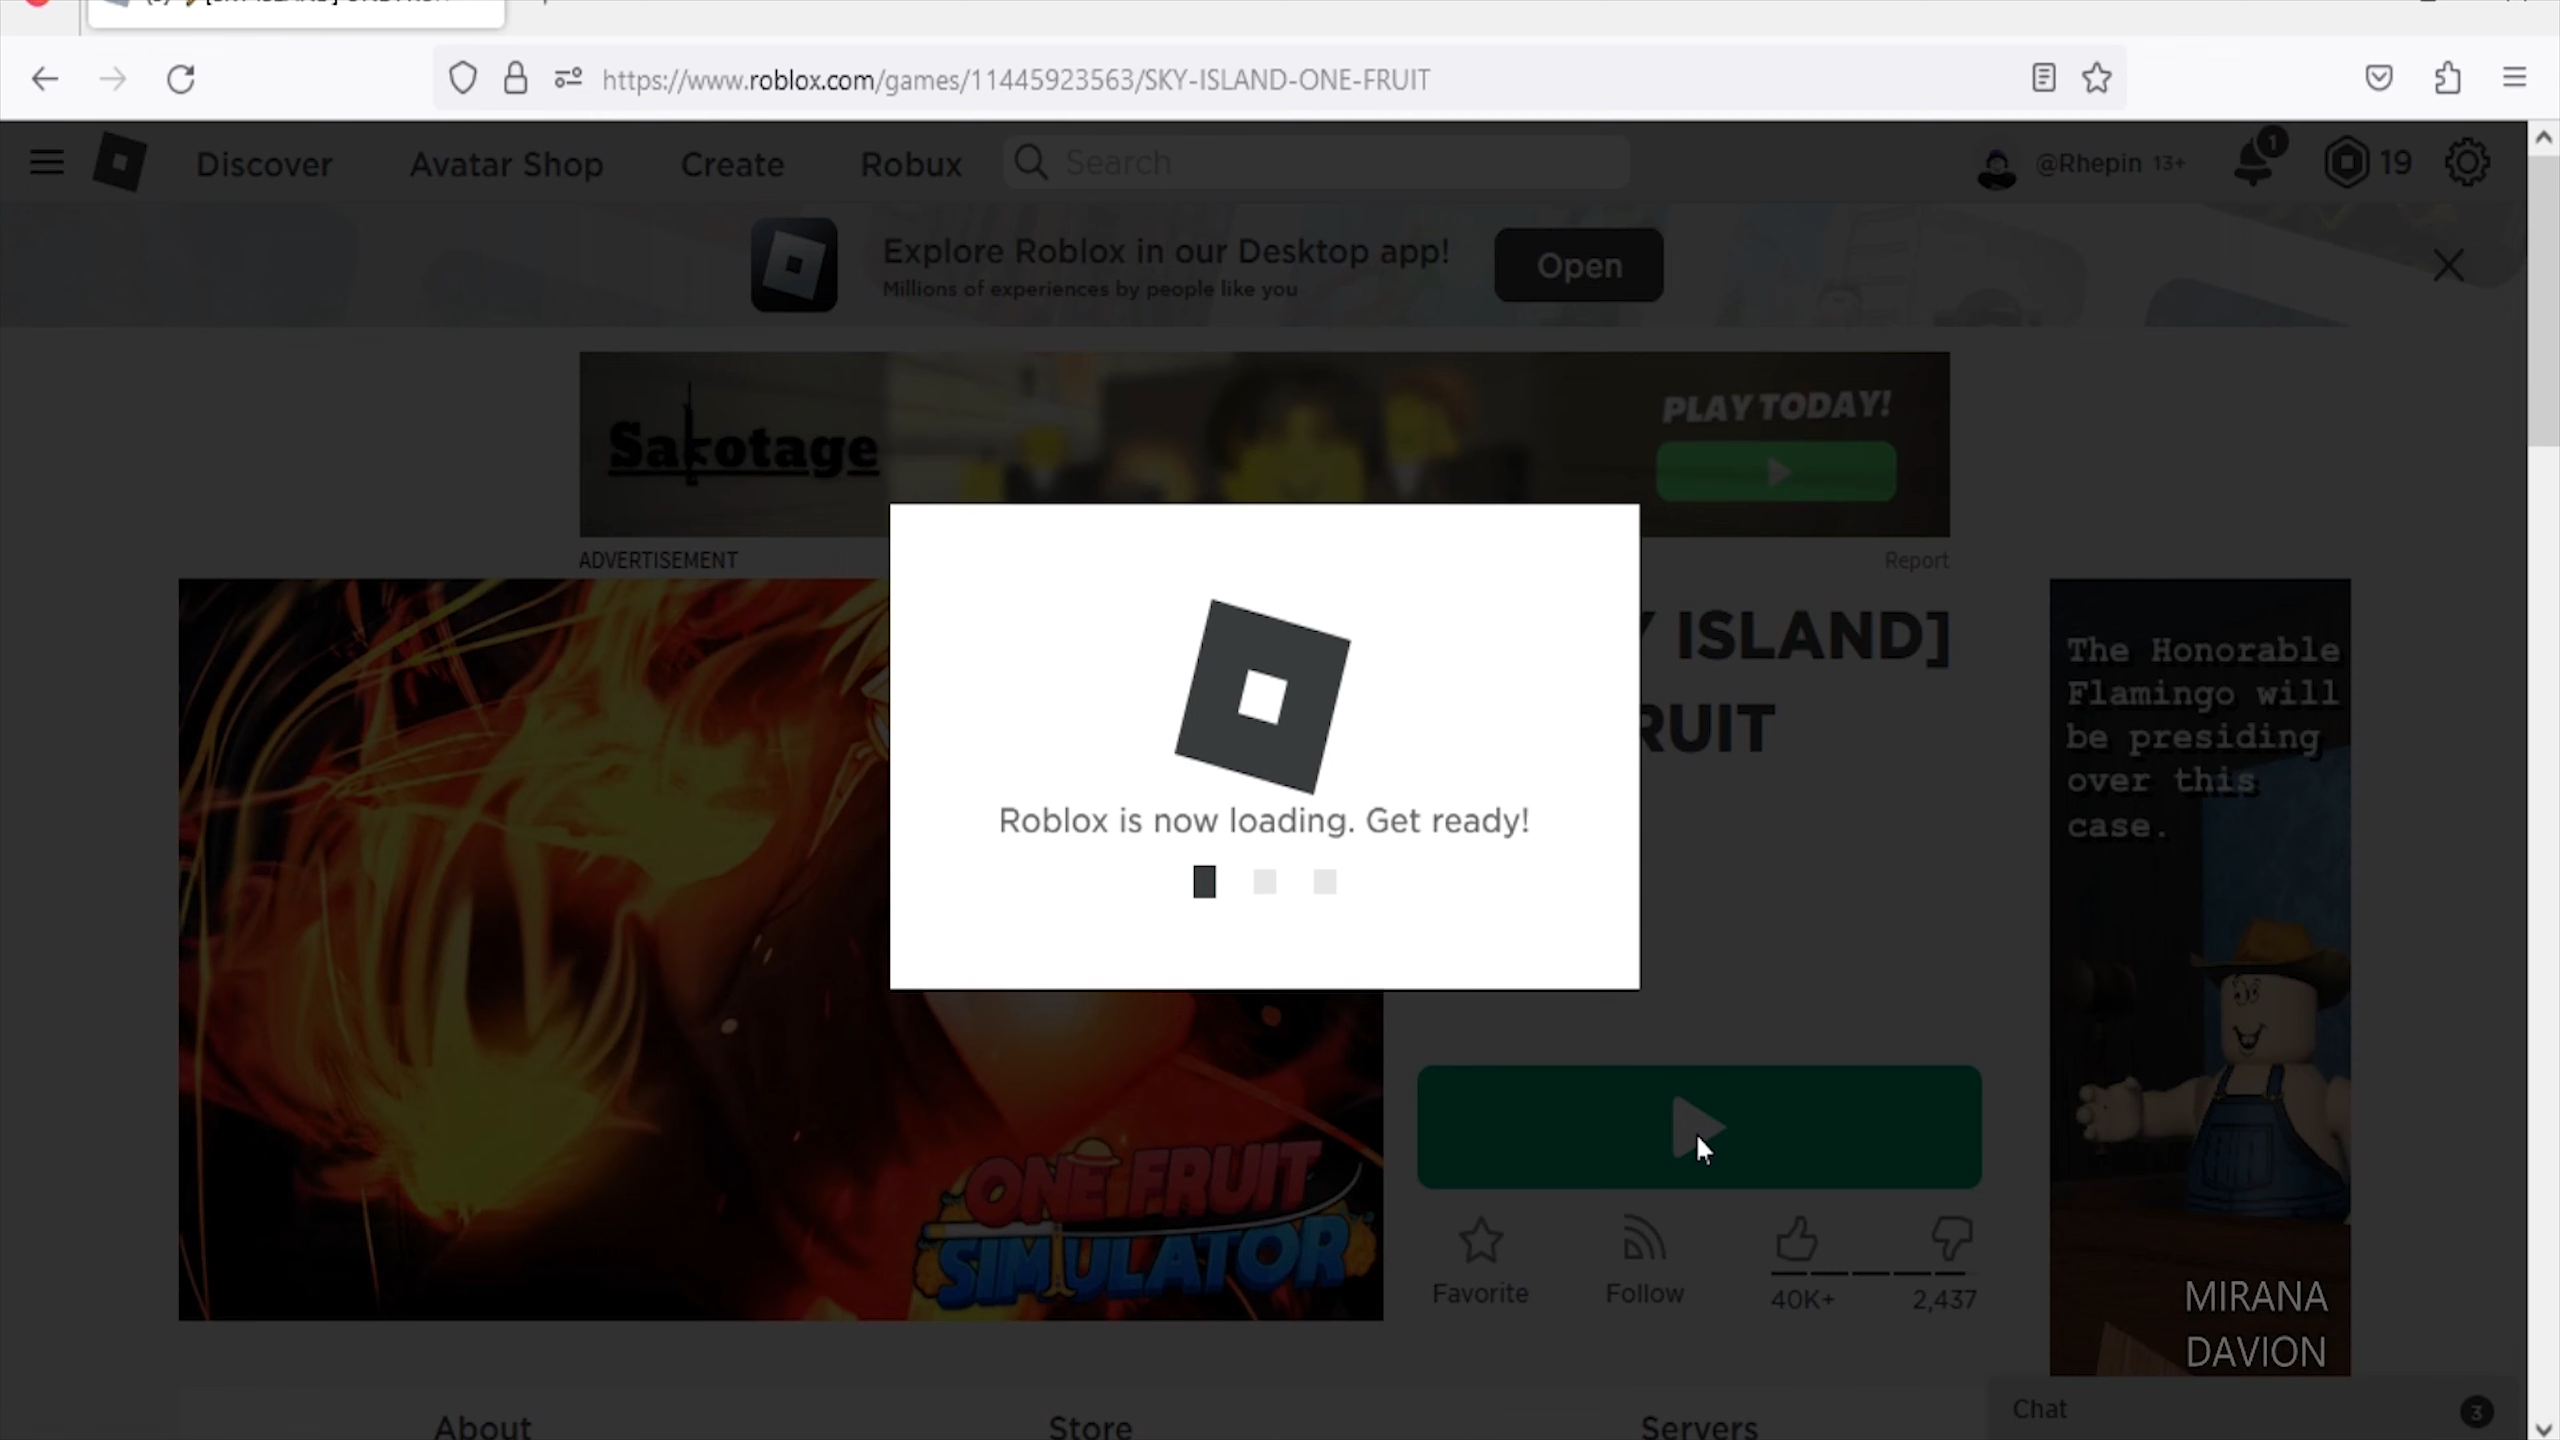 https://www.roblox.com/games/11445923563/SKY-ISLAND-ONE-FRUIT
Discover
Avatar Shop
Create
Robux
Search
@Rhepin 13+
1
19
Explore Roblox in our Desktop app!
Millions of experiences by people like you
Open
Sabotage
PLAY TODAY!
ADVERTISEMENT
Report
ISLAND]
RUIT
Roblox is now loading. Get ready!
The Honorable
Flamingo will
be presiding
over this
case.
ONE FRUIT
SIMULATOR
Favorite
Follow
40K+
2,437
MIRANA
DAVION
About
Store
Servers
Chat
3